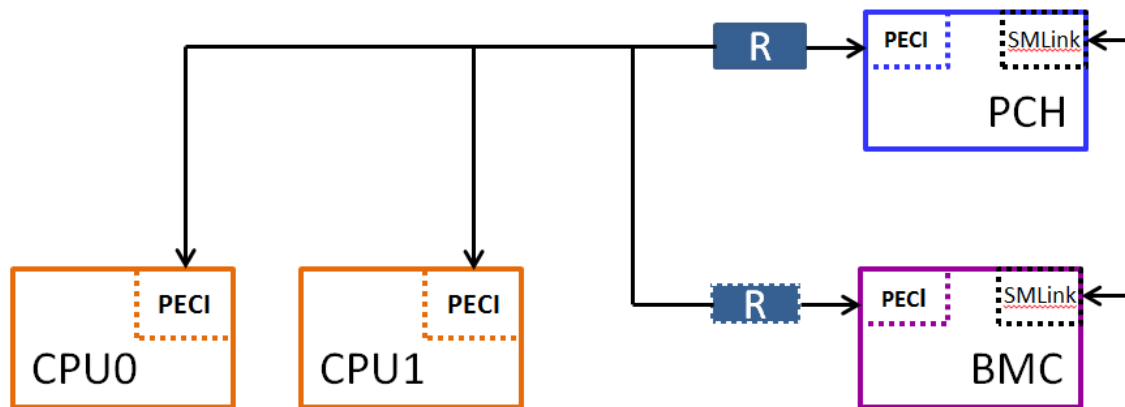 R
PECI
SMLink
PCH
PECI
CPU0
PECI
CPU1
R
PECI
SMLink
BMC